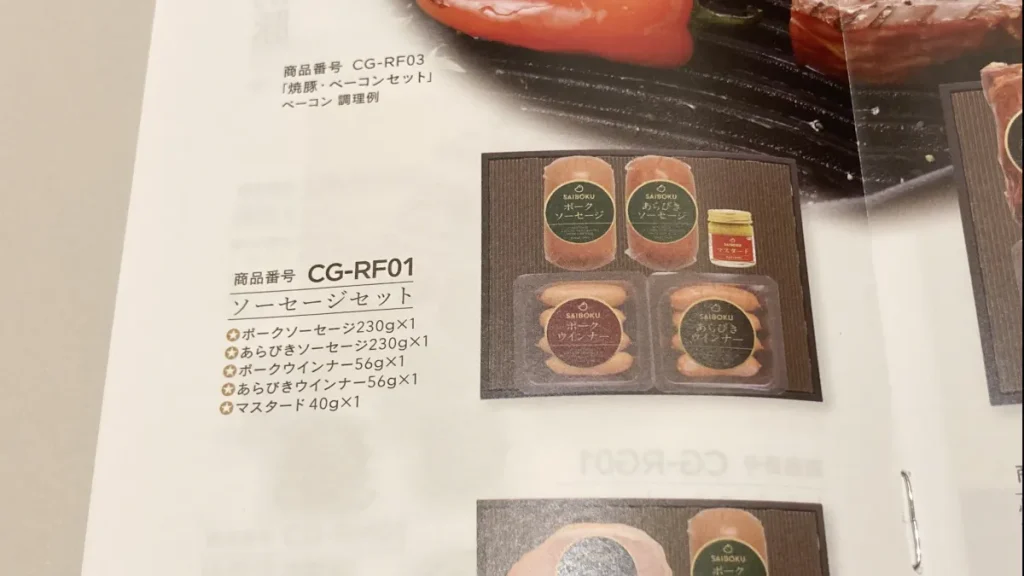 商品番号 CG-RF03
「焼豚・ベーコンセット」
ベーコン 調理例
商品番号 CG-RF01
ソーセージセット
ポークソーセージ230g×1
あらびきソーセージ230g×1
ポークウインナー56g×1
あらびきウインナー56g×1
マスタード40g×1
SAIBOKU
ポーク
ソーセージ
SAIBOKU
あらびき
ソーセージ
マスタード
SAIBOKU
ポーク
ウインナー
SAIBOKU
あらびき
ウインナー
CG-RG01
SAIBOKU
ポーク